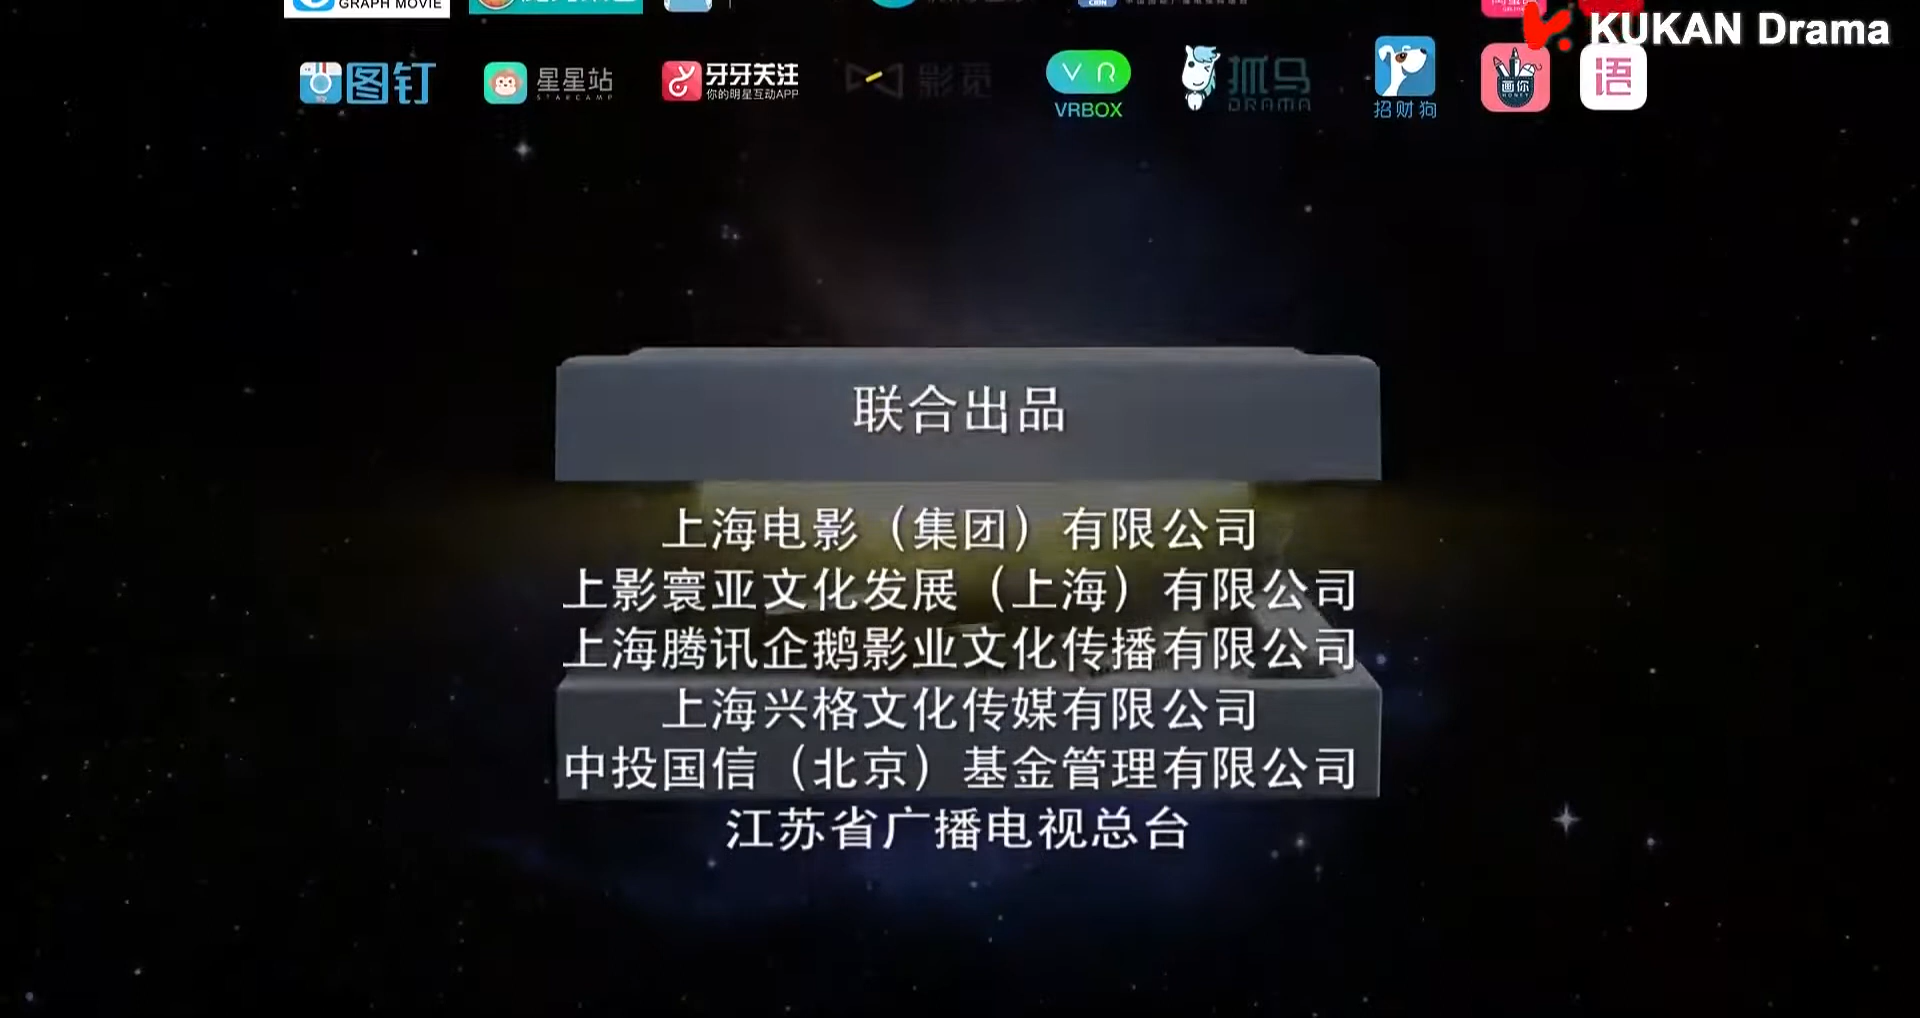 GRAPH MOVIE
KUKAN Drama
图钉
星星站
STARCAMP
牙牙关注
你的明星互动APP
影觅
VR
VRBOX
抓马
DRAMA
招财狗
画你
语
联合出品
上海电影（集团）有限公司
上影寰亚文化发展（上海）有限公司
上海腾讯企鹅影业文化传播有限公司
上海兴格文化传媒有限公司
中投国信（北京）基金管理有限公司
江苏省广播电视总台